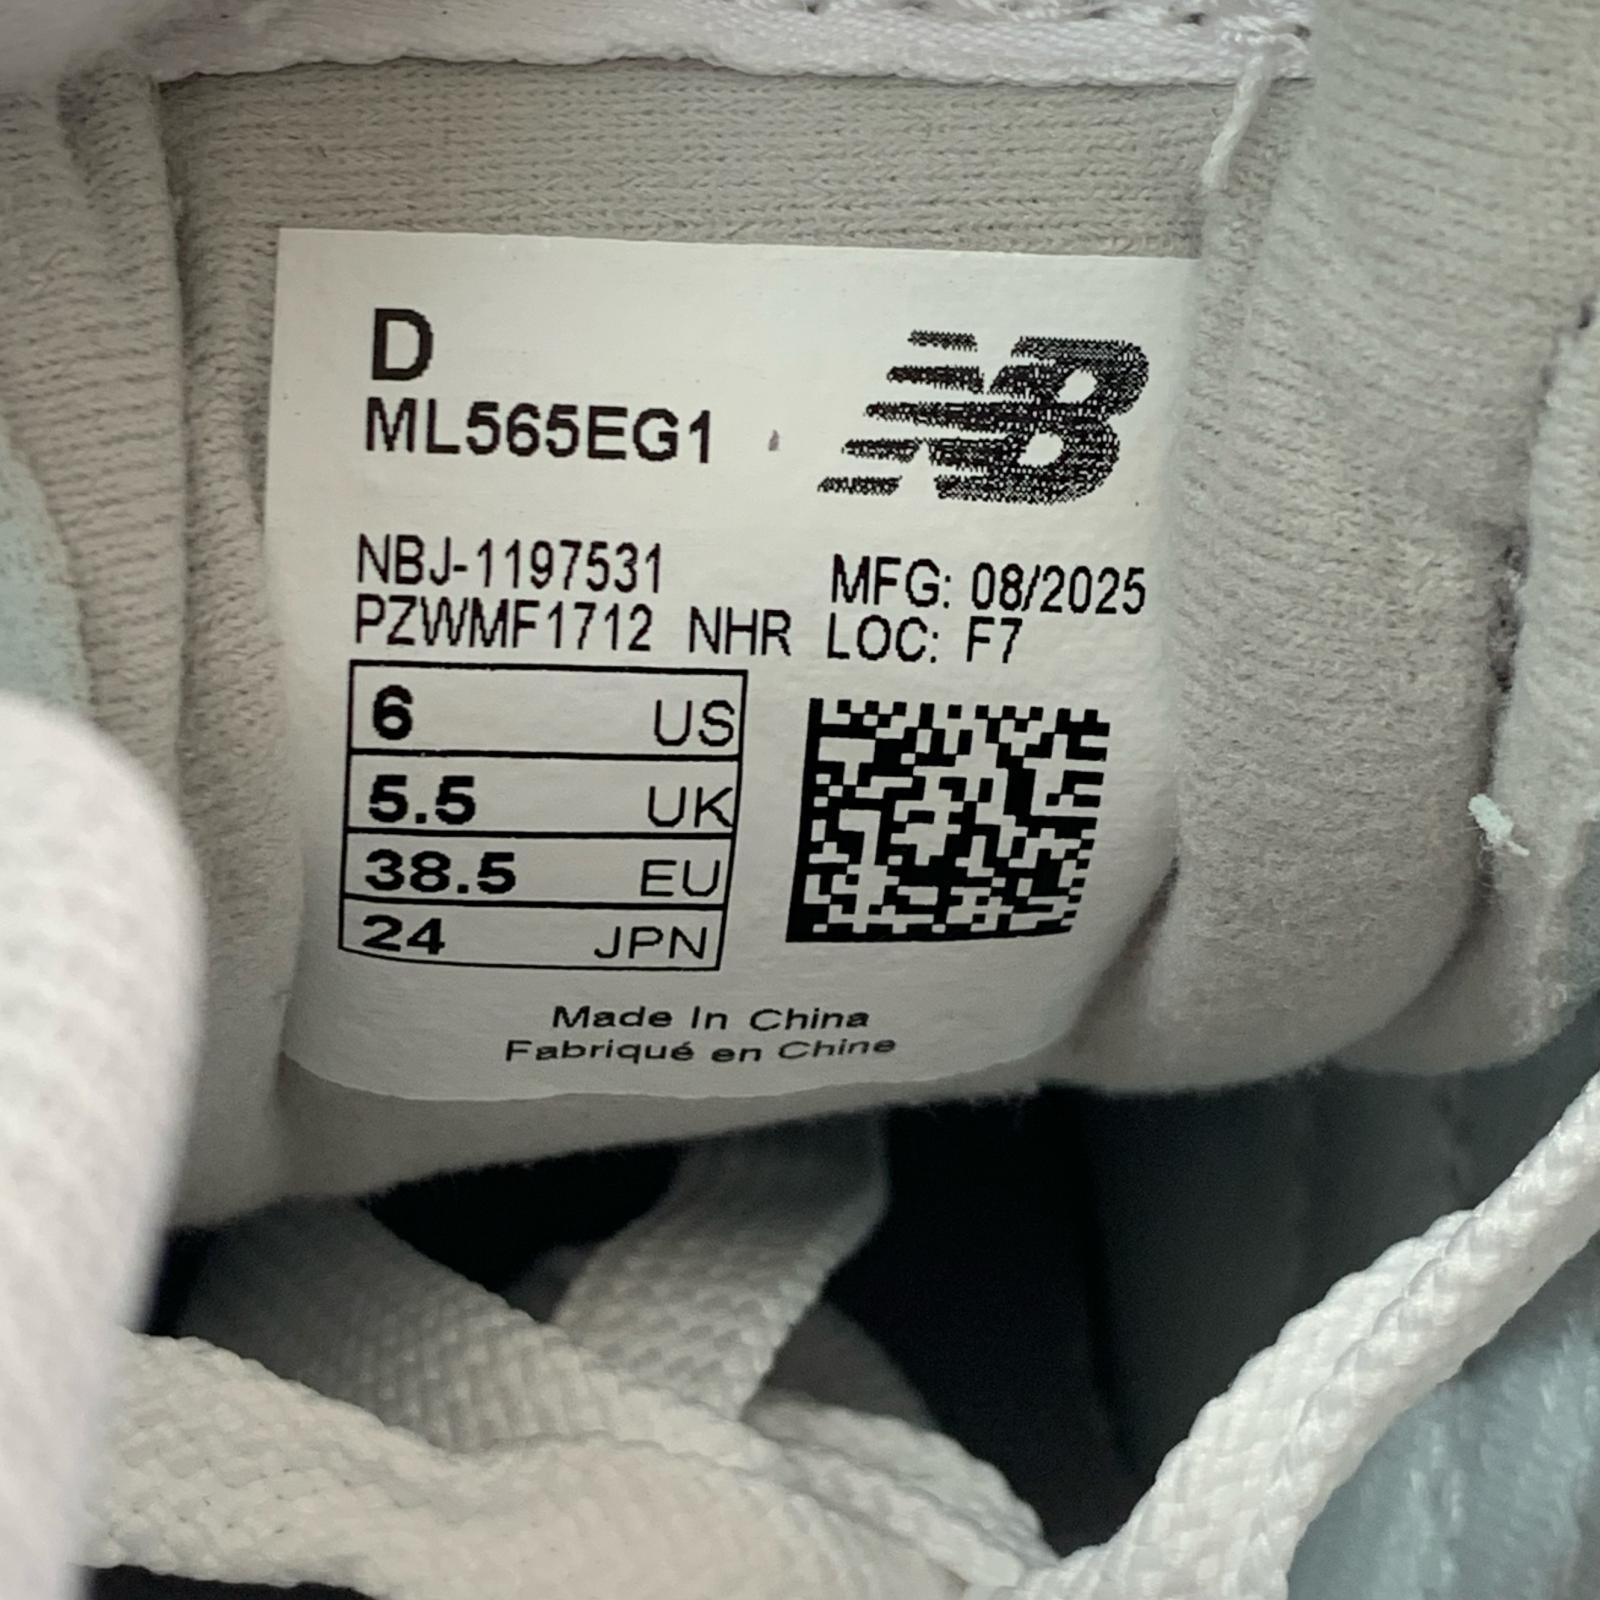 D
ML565EG1
NB
NBJ-1197531
MFG: 08/2025
PZWMF1712 NHR
LOC: F7
6 US
5.5 UK
38.5 EU
24 JPN
Made In China
Fabriqué en Chine